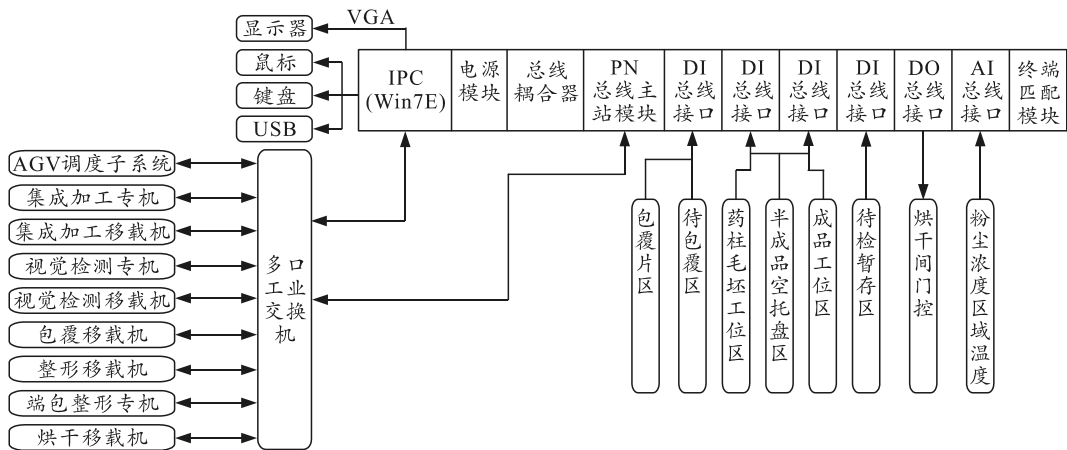 显示器
VGA
鼠标
键盘
USB
IPC
(Win7E)
电源
模块
总线
耦合器
PN
总线主
站模块
DI
总线
接口
DI
总线
接口
DI
总线
接口
DI
总线
接口
DO
总线
接口
AI
总线
接口
终端
匹配
模块
AGV调度子系统
集成加工专机
集成加工移载机
视觉检测专机
视觉检测移载机
包覆移载机
整形移载机
端包整形专机
烘干移载机
多口
工业
交换
机
包覆片区
待包覆区
药柱毛坯工位区
半成品空托盘区
成品工位区
待检暂存区
烘干间门控
粉尘浓度区域温度